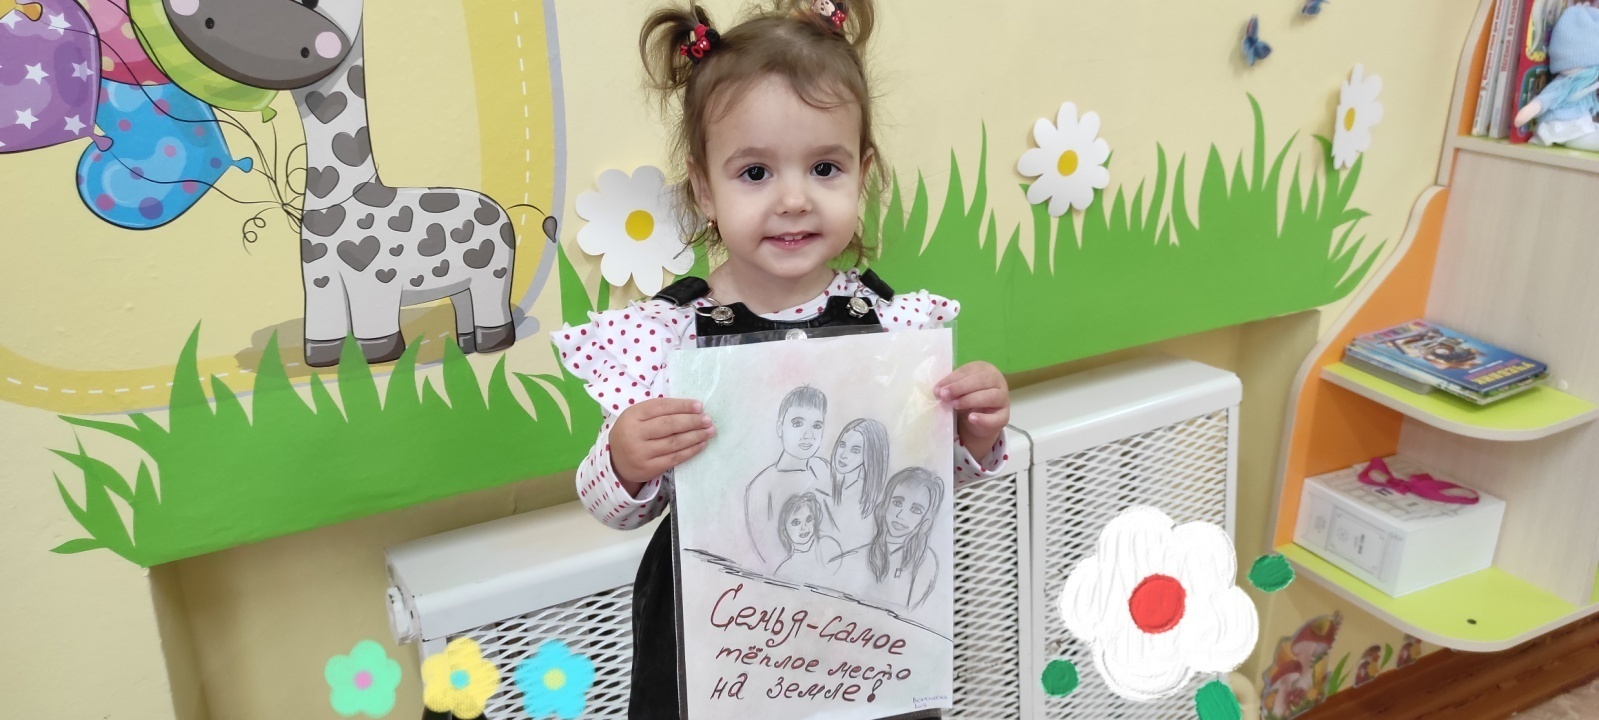 Семья-самое
тёплое место
на земле!